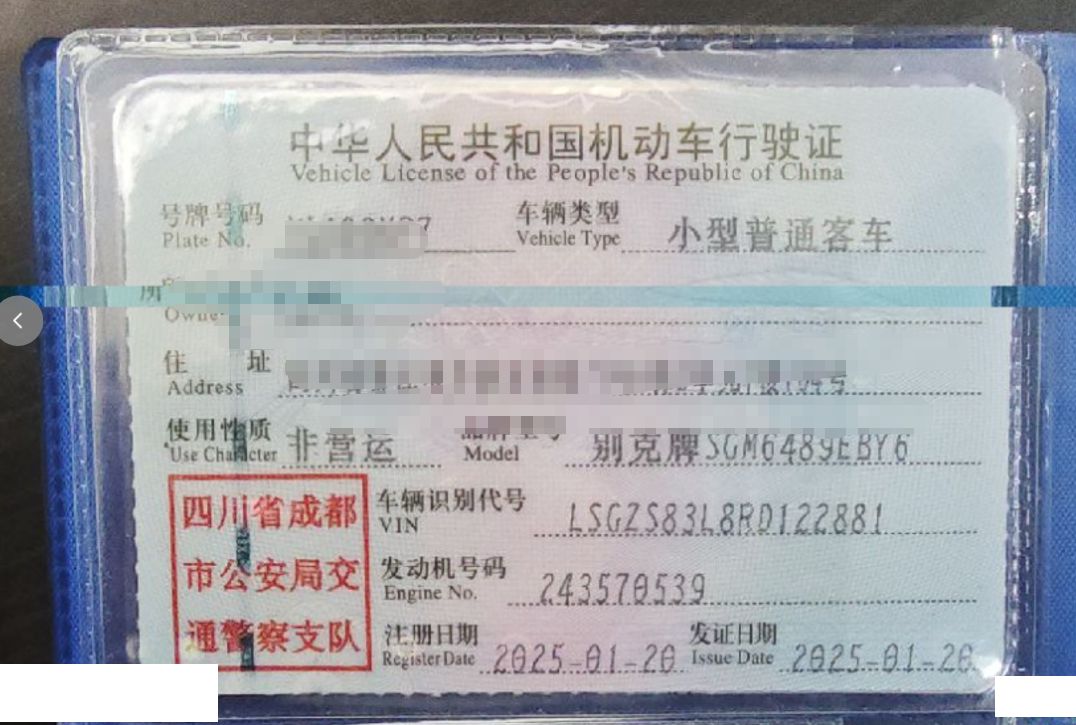 中华人民共和国机动车行驶证
Vehicle License of the People's Republic of China
号牌号码 车辆类型 小型普通客车
Plate No. Vehicle Type
所
Owner
住 址
Address
使用性质 非营运 品牌型号 别克牌SGM6489EBY6
Use Character Model
四川省成都
市公安局交
通警察支队
车辆识别代号 LSGZS83L8RD122881
VIN
发动机号码 243570539
Engine No.
注册日期 2025-01-20 发证日期 2025-01-20
Register Date Issue Date